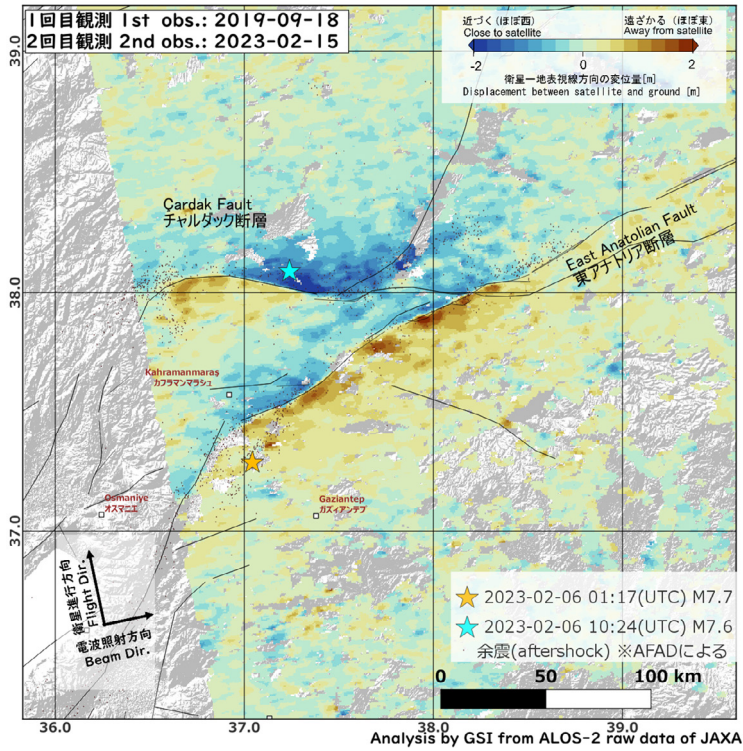 1回目観測 1st obs.: 2019-09-18
2回目観測 2nd obs.: 2023-02-15
近づく(ほぼ西)
Close to satellite
遠ざかる(ほぼ東)
Away from satellite
-2
0
2
衛星ー地表視線方向の変位量[m]
Displacement between satellite and ground [m]
39.0
Çardak Fault
チャルダック断層
East Anatolian Fault
東アナトリア断層
38.0
38.0
Kahramanmaraş
カフラマンマラシュ
Osmaniye
オスマニエ
Gaziantep
ガズィアンテプ
37.0
37.0
衛星進行方向
Flight Dir.
電波照射方向
Beam Dir.
2023-02-06 01:17(UTC) M7.7
2023-02-06 10:24(UTC) M7.6
余震(aftershock) ※AFADによる
0
50
100 km
36.0
37.0
38.0
39.0
Analysis by GSI from ALOS-2 raw data of JAXA